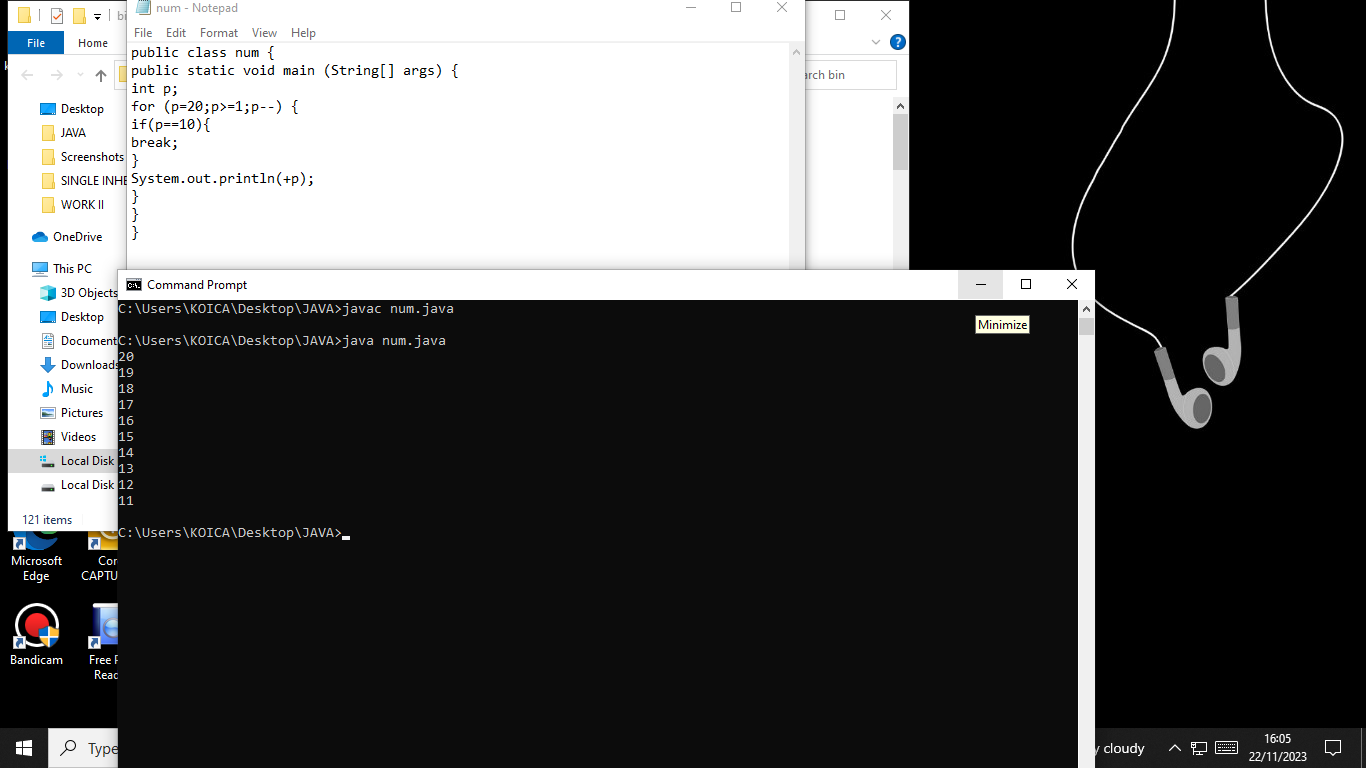 num - Notepad
File Edit Format View Help
public class num {
public static void main (String[] args) {
int p;
for (p=20;p>=1;p--) {
if(p==10){
break;
}
System.out.println(+p);
}
}
}
File Home
bin
Desktop
JAVA
Screenshots
SINGLE INHE
WORK II
OneDrive
This PC
3D Objects
Desktop
Document
Downloads
Music
Pictures
Videos
Local Disk
Local Disk
121 items
Command Prompt
Minimize
C:\Users\KOICA\Desktop\JAVA>javac num.java
C:\Users\KOICA\Desktop\JAVA>java num.java
20
19
18
17
16
15
14
13
12
11
C:\Users\KOICA\Desktop\JAVA>
Microsoft
Edge
CAPTU
Bandicam
Free
Type
cloudy
16:05
22/11/2023